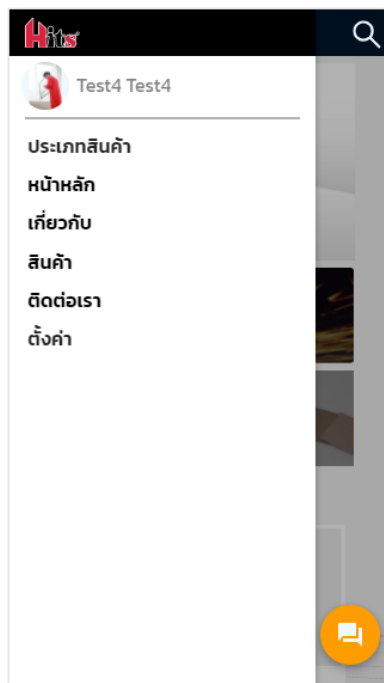 Hits
Test4 Test4
ประเภทสินค้า
หน้าหลัก
เกี่ยวกับ
สินค้า
ติดต่อเรา
ตั้งค่า